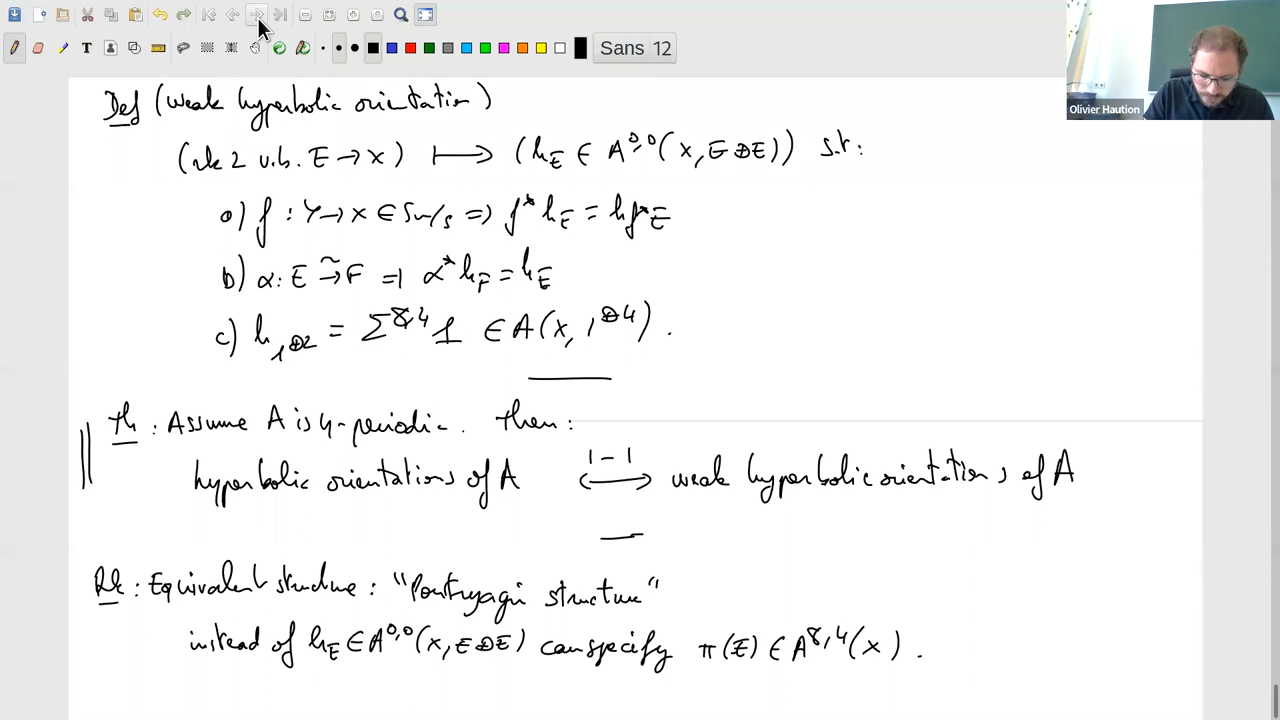 Sans 12
Olivier Haution
Def (weak hyperbolic orientation)
(rk 2 v.b. E → X) ⟼ (h_E ∈ A^{0,0}(X, E⊕E)) s.t:
a) f : Y → X ∈ Sm/S => f^* h_E = h_{f^*E}
b) α: E ⥲ F => α^* h_F = h_E
c) h_{1^{⊕2}} = Σ^{8,4} 1 ∈ A(X, 1^{⊕4}).
Th : Assume A is η-periodic. Then:
hyperbolic orientations of A ⟷^{1-1} weak hyperbolic orientations of A
Rk : Equivalent structure : "Pontryagin structure"
instead of h_E ∈ A^{0,0}(X, E⊕E) can specify π(E) ∈ A^{8,4}(X).